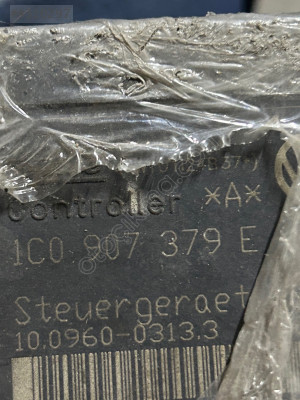 Controller *A*
1C0 907 379 E
Steuergeraet
10.0960-0313.3